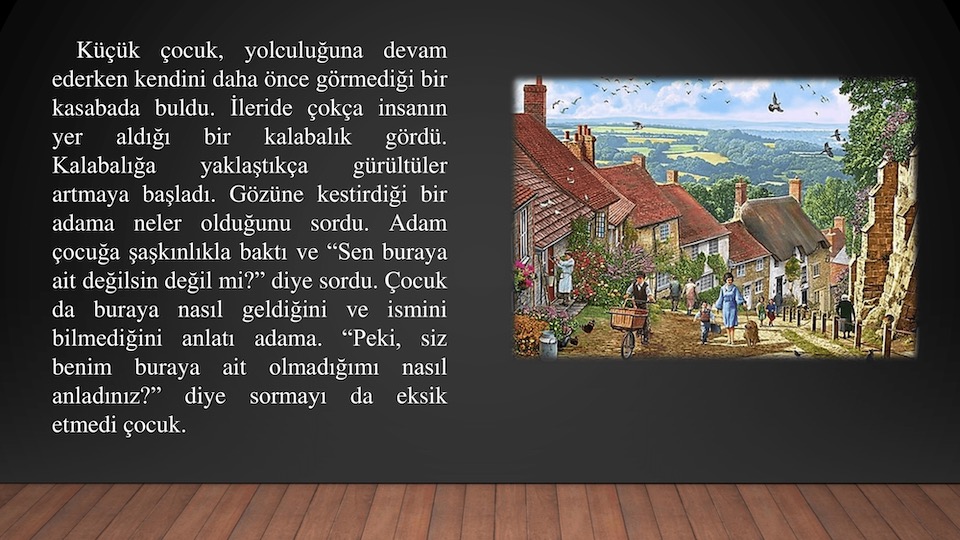 Küçük çocuk, yolculuğuna devam
ederken kendini daha önce görmediği bir
kasabada buldu. İleride çokça insanın
yer aldığı bir kalabalık gördü.
Kalabalığa yaklaştıkça gürültüler
artmaya başladı. Gözüne kestirdiği bir
adama neler olduğunu sordu. Adam
çocuğa şaşkınlıkla baktı ve “Sen buraya
ait değilsin değil mi?” diye sordu. Çocuk
da buraya nasıl geldiğini ve ismini
bilmediğini anlatı adama. “Peki, siz
benim buraya ait olmadığımı nasıl
anladınız?” diye sormayı da eksik
etmedi çocuk.